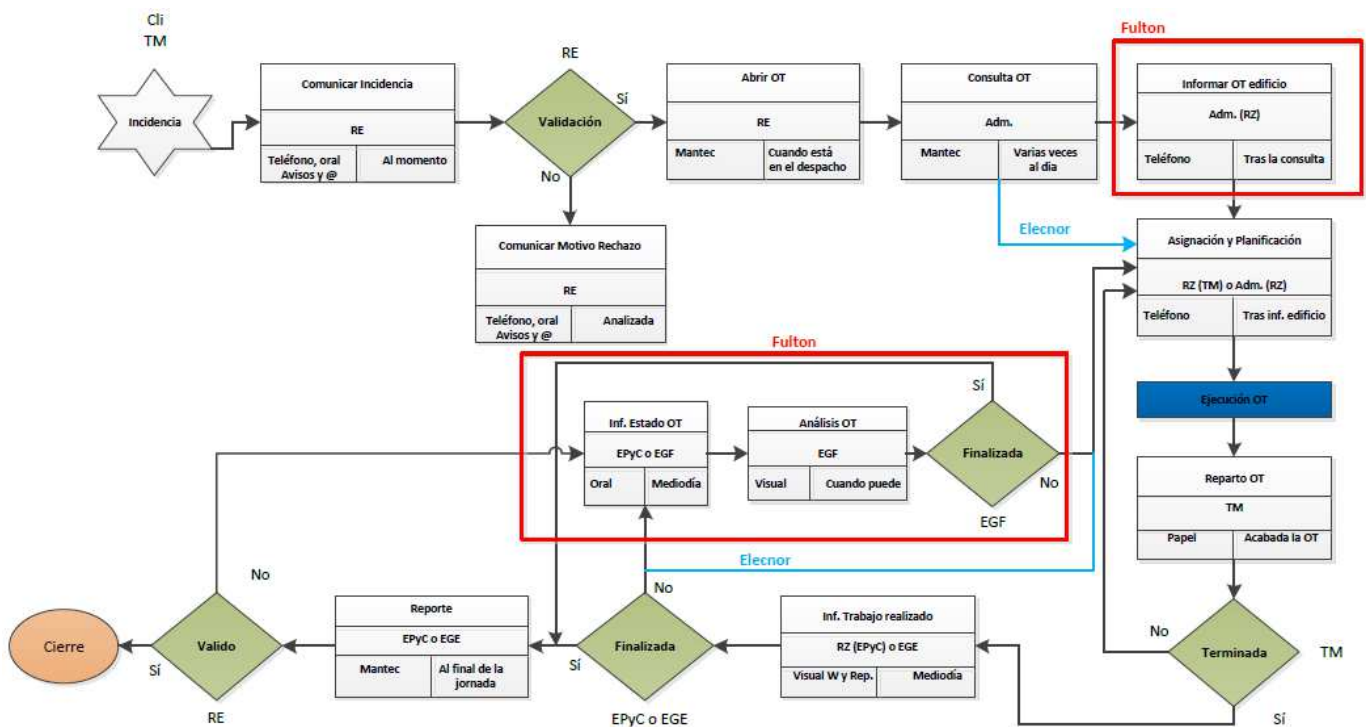 Cli
TM
Incidencia
Comunicar Incidencia
RE
Teléfono, oral
Avisos y @
Al momento
RE
Validación
Sí
No
Abrir OT
RE
Mantec
Cuando está
en el despacho
Consulta OT
Adm.
Mantec
Varias veces
al dia
Fulton
Informar OT edificio
Adm. (RZ)
Teléfono
Tras la consulta
Elecnor
Comunicar Motivo Rechazo
RE
Teléfono, oral
Avisos y @
Analizada
Asignación y Planificación
RZ (TM) o Adm. (RZ)
Teléfono
Tras inf. edificio
Fulton
Inf. Estado OT
EPyC o EGF
Oral
Mediodía
Análisis OT
EGF
Visual
Cuando puede
Sí
Finalizada
No
EGF
Ejecución OT
Reparto OT
TM
Papel
Acabada la OT
Elecnor
No
Terminada
TM
Sí
Inf. Trabajo realizado
RZ (EPyC) o EGE
Visual W y Rep.
Mediodía
No
Finalizada
Sí
EPyC o EGE
Reporte
EPyC o EGE
Mantec
Al final de la
jornada
No
Valido
Sí
RE
Cierre